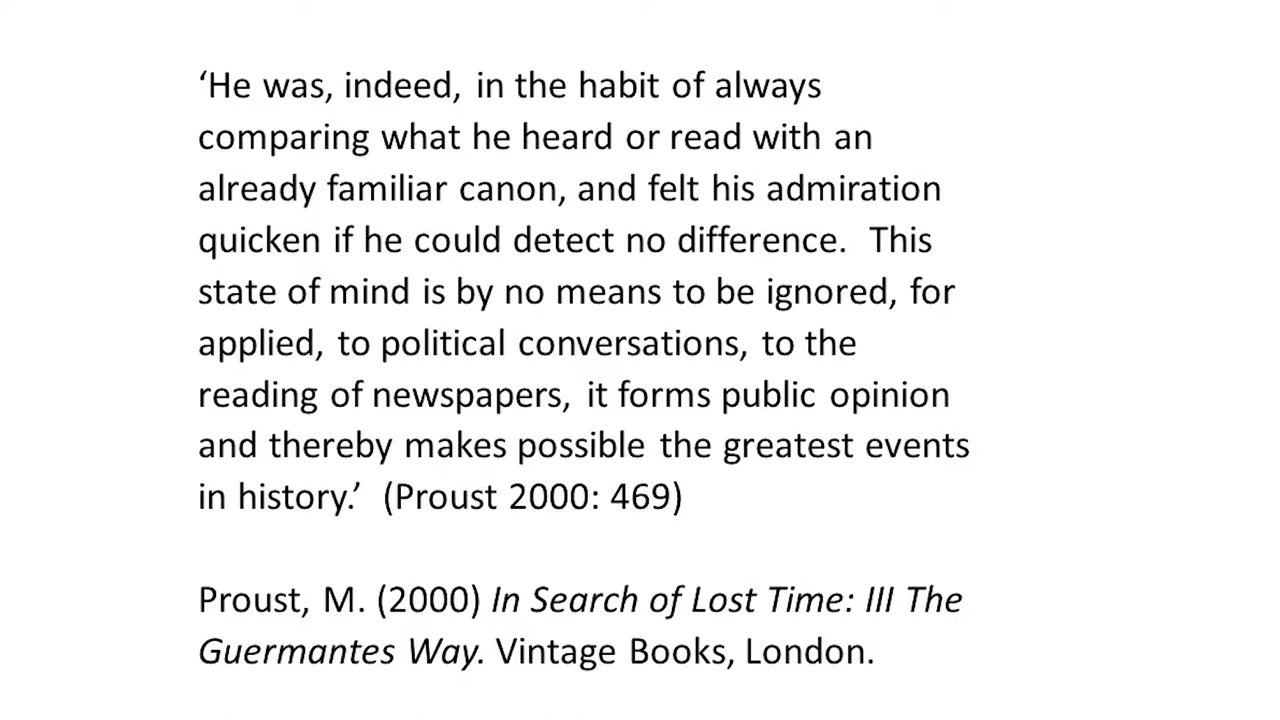 ‘He was, indeed, in the habit of always
comparing what he heard or read with an
already familiar canon, and felt his admiration
quicken if he could detect no difference.  This
state of mind is by no means to be ignored, for
applied, to political conversations, to the
reading of newspapers, it forms public opinion
and thereby makes possible the greatest events
in history.’  (Proust 2000: 469)
Proust, M. (2000) In Search of Lost Time: III The
Guermantes Way. Vintage Books, London.